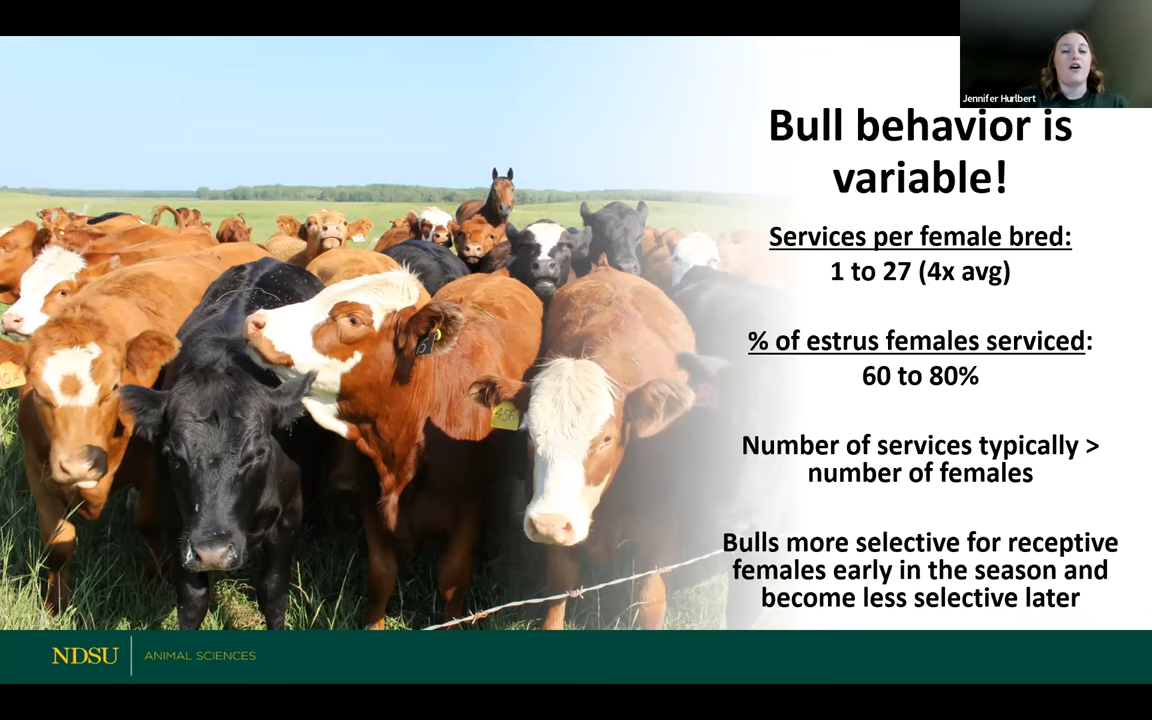 Jennifer Hurlbert
Bull behavior is
variable!
Services per female bred:
1 to 27 (4x avg)
% of estrus females serviced:
60 to 80%
Number of services typically >
number of females
Bulls more selective for receptive
females early in the season and
become less selective later
NDSU ANIMAL SCIENCES